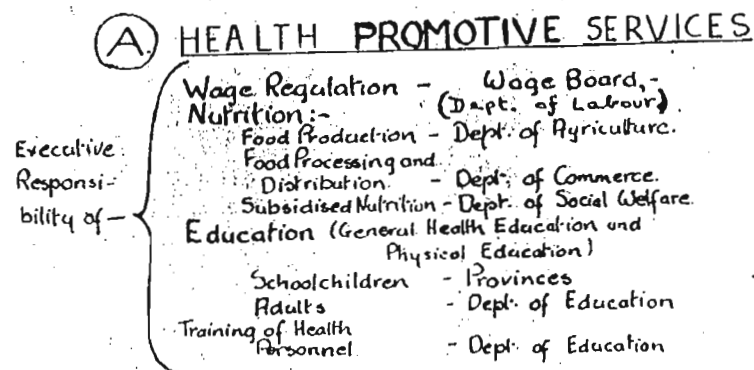 A. HEALTH PROMOTIVE SERVICES
Wage Regulation - Wage Board,-
(Dept. of Labour)
Nutrition:-
Food Production - Dept. of Agriculture.
Food Processing and
Distribution. - Dept. of Commerce.
Subsidised Nutrition - Dept. of Social Welfare.
Executive
Responsi-
bility of -
Education (General Health Education and
Physical Education)
Schoolchildren - Provinces
Adults - Dept. of Education
Training of Health
Personnel - Dept. of Education